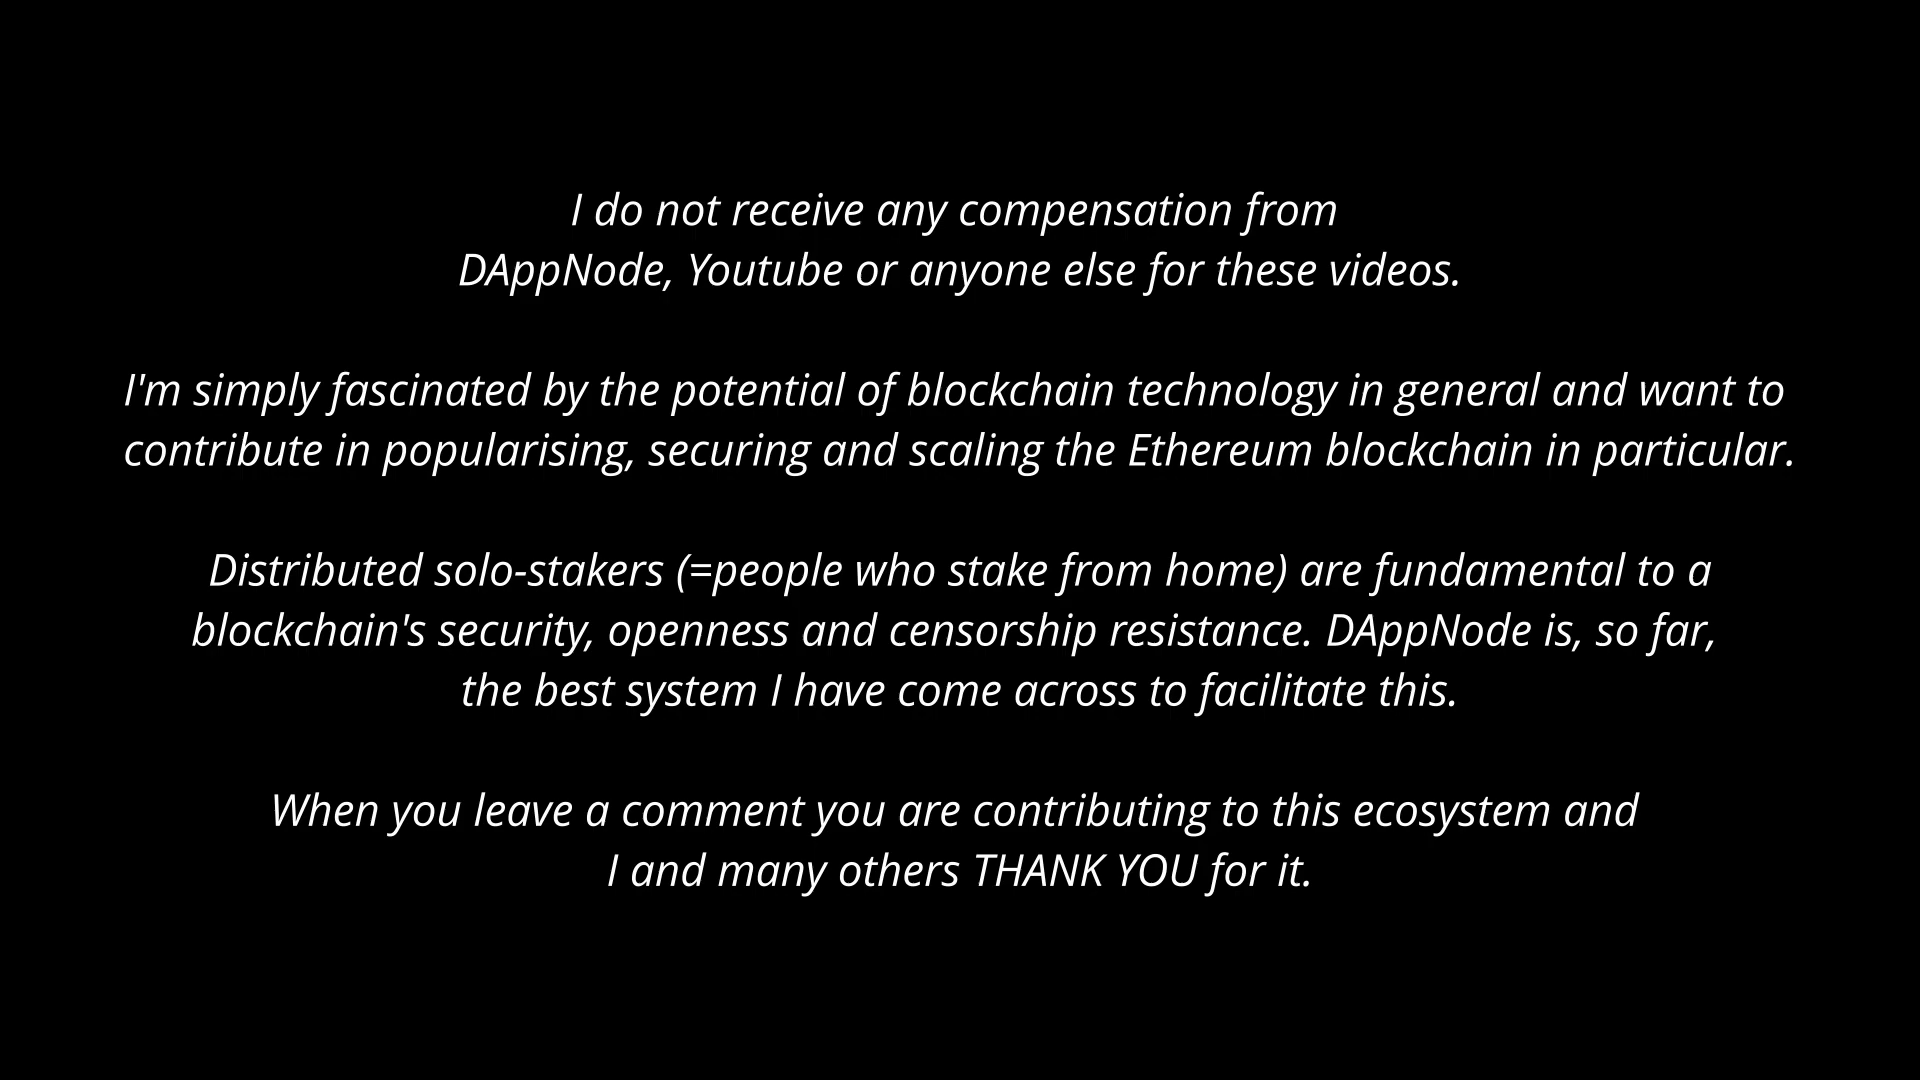 I do not receive any compensation from
DAppNode, Youtube or anyone else for these videos.
I'm simply fascinated by the potential of blockchain technology in general and want to
contribute in popularising, securing and scaling the Ethereum blockchain in particular.
Distributed solo-stakers (=people who stake from home) are fundamental to a
blockchain's security, openness and censorship resistance. DAppNode is, so far,
the best system I have come across to facilitate this.
When you leave a comment you are contributing to this ecosystem and
I and many others THANK YOU for it.